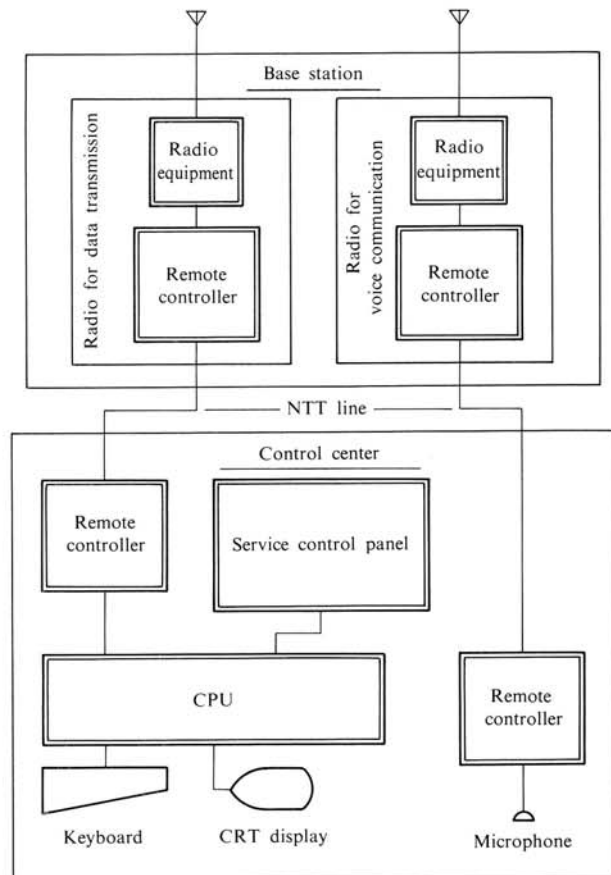 Base station
Radio for data transmission
Radio
equipment
Remote
controller
Radio for
voice communication
Radio
equipment
Remote
controller
NTT line
Control center
Remote
controller
Service control panel
CPU
Remote
controller
Keyboard
CRT display
Microphone